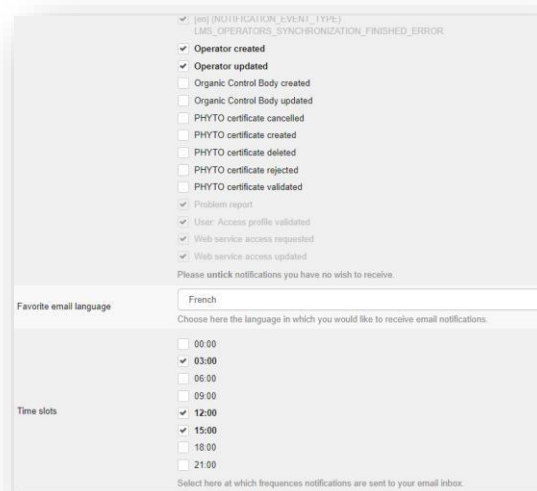 (NOTIFICATION_EVENT_TYPE)
LMS_OPERATORS_SYNCHRONIZATION_FINISHED_ERROR
Operator created
Operator updated
Organic Control Body created
Organic Control Body updated
PHYTO certificate cancelled
PHYTO certificate created
PHYTO certificate deleted
PHYTO certificate rejected
PHYTO certificate validated
Problem report
User: Access profile validated
Web service access requested
Web service access updated
Please untick notifications you have no wish to receive.
Favorite email language
French
Choose here the language in which you would like to receive email notifications.
Time slots
00:00
03:00
06:00
09:00
12:00
15:00
18:00
21:00
Select here at which frequences notifications are sent to your email inbox.